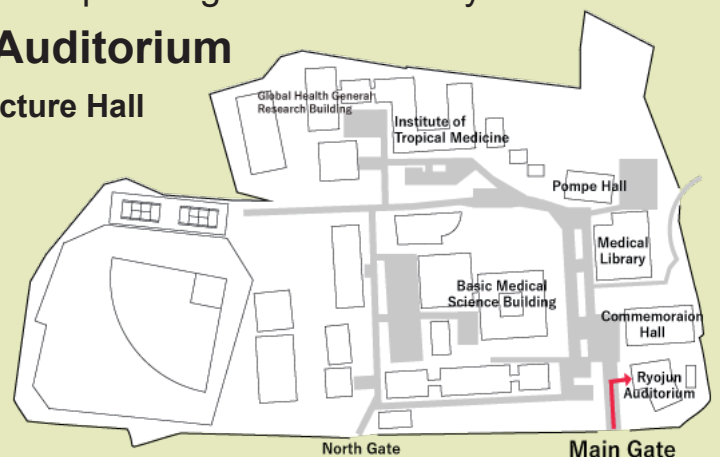 Auditorium
cture Hall
Global Health General
Research Building
Institute of
Tropical Medicine
Pompe Hall
Medical
Library
Basic Medical
Science Building
Commemoraion
Hall
Ryojun
Auditorium
North Gate
Main Gate